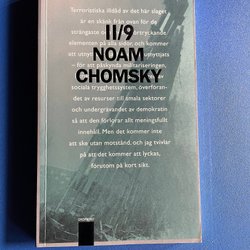 Terroristiska illdåd av det här slaget
är en skänk från ovan för de
strängaste och
elementen på alla sidor, och kommer
att utnyttj
11/9
NOAM
CHOMSKY
– för att påskynda militariseringen,
sociala trygghetssystem, överföran-
det av resurser till smala sektorer
och undergrävandet av demokratin
så att den förlorar allt meningsfullt
innehåll. Men det kommer inte
att ske utan motstånd, och jag tvivlar
på att det kommer att lyckas,
förutom på kort sikt.